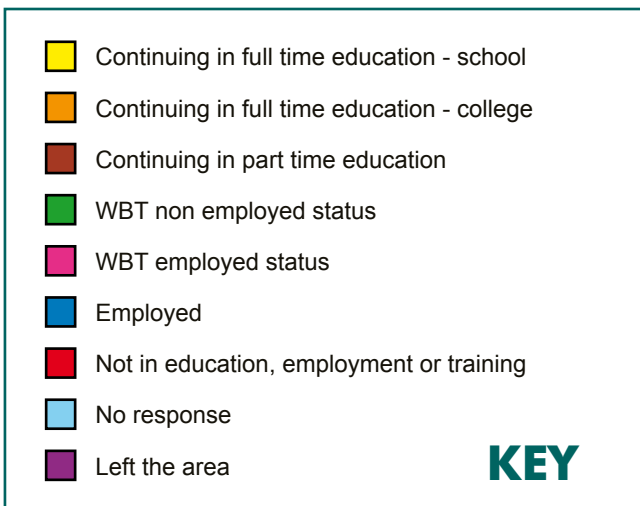 Continuing in full time education - school
Continuing in full time education - college
Continuing in part time education
WBT non employed status
WBT employed status
Employed
Not in education, employment or training
No response
Left the area
KEY